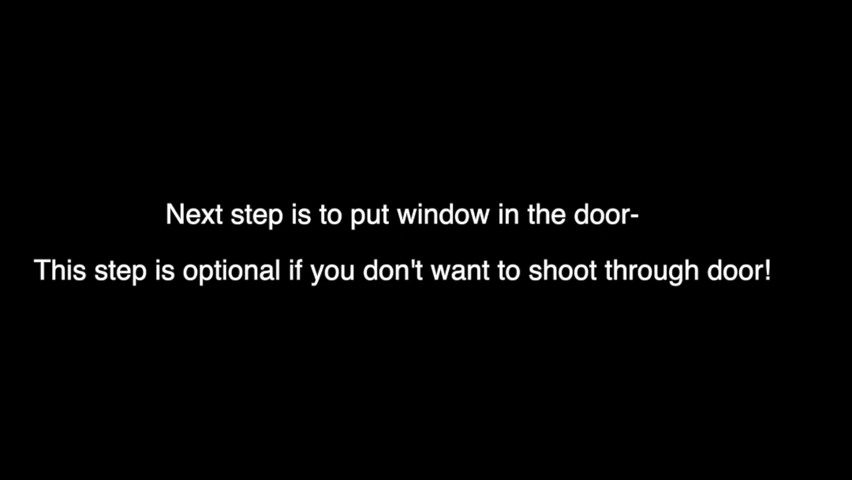 Next step is to put window in the door-
This step is optional if you don't want to shoot through door!